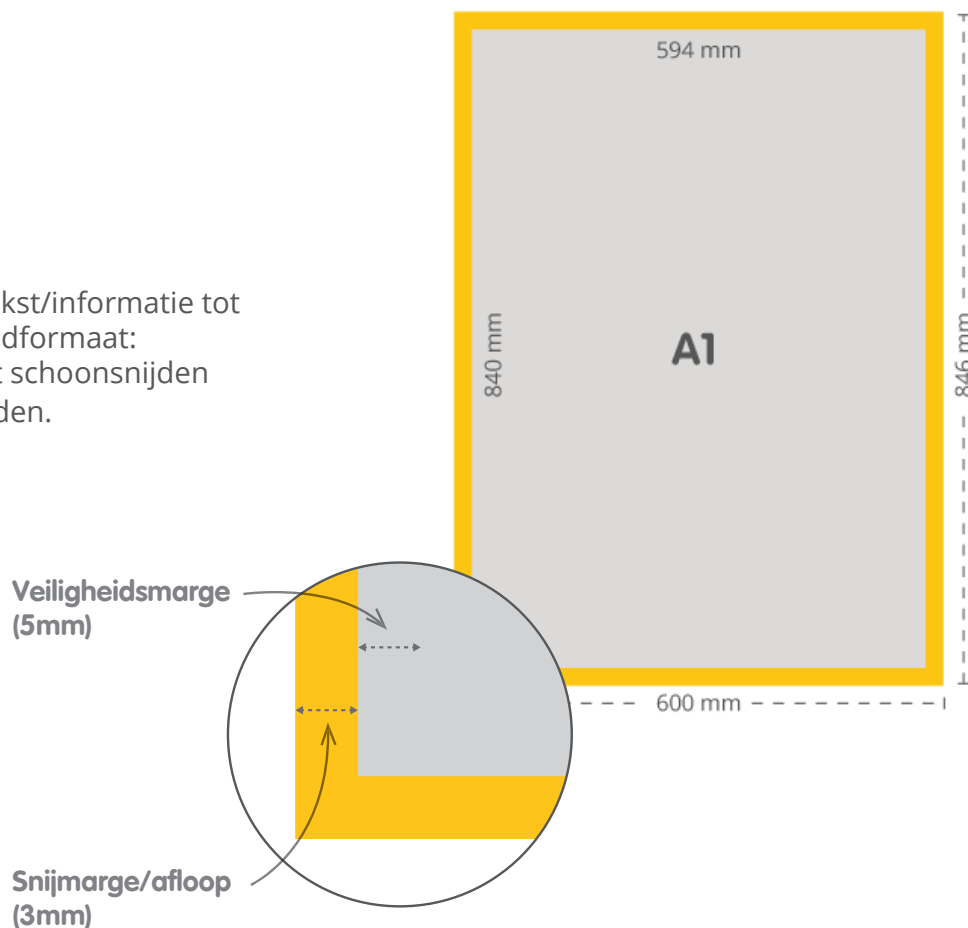 594 mm
kst/informatie tot
dformaat:
t schoonsnijden
den.
840 mm
A1
846 mm
Veiligheidsmarge
(5mm)
600 mm
Snijmarge/afloop
(3mm)